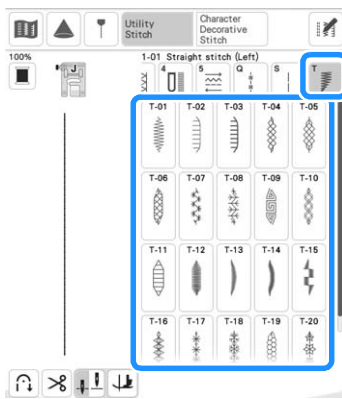 Utility
Stitch
Character
Decorative
Stitch
100%
1-01 Straight stitch (Left)
J
4 5 Q S T
T-01 T-02 T-03 T-04 T-05
T-06 T-07 T-08 T-09 T-10
T-11 T-12 T-13 T-14 T-15
T-16 T-17 T-18 T-19 T-20